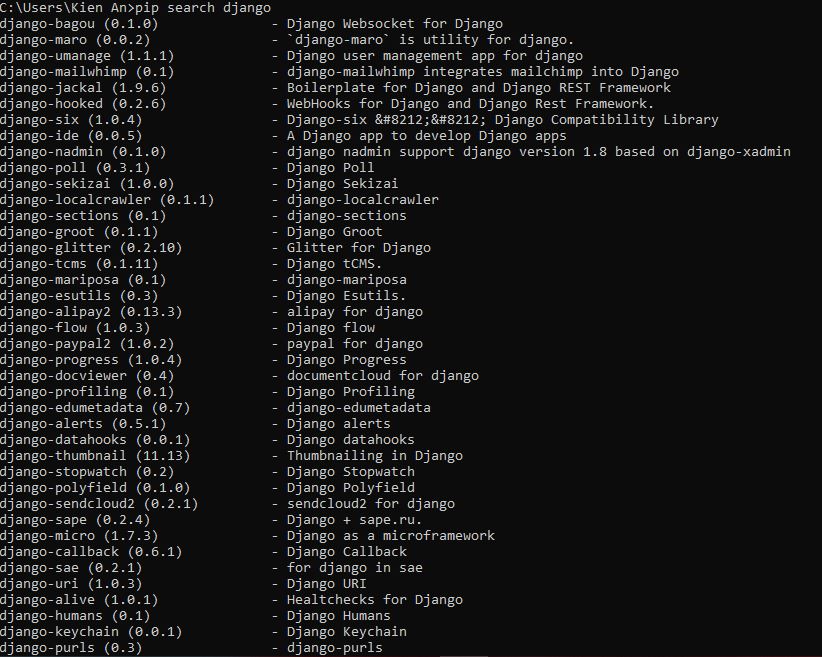 C:\Users\Kien An>pip search django
django-bagou (0.1.0) - Django Websocket for Django
django-maro (0.0.2) - `django-maro` is utility for django.
django-umanage (1.1.1) - Django user management app for django
django-mailwhimp (0.1) - django-mailwhimp integrates mailchimp into Django
django-jackal (1.9.6) - Boilerplate for Django and Django REST Framework
django-hooked (0.2.6) - WebHooks for Django and Django Rest Framework.
django-six (1.0.4) - Django-six &#8212;&#8212; Django Compatibility Library
django-ide (0.0.5) - A Django app to develop Django apps
django-nadmin (0.1.0) - django nadmin support django version 1.8 based on django-xadmin
django-poll (0.3.1) - Django Poll
django-sekizai (1.0.0) - Django Sekizai
django-localcrawler (0.1.1) - django-localcrawler
django-sections (0.1) - django-sections
django-groot (0.1.1) - Django Groot
django-glitter (0.2.10) - Glitter for Django
django-tcms (0.1.11) - Django tCMS.
django-mariposa (0.1) - django-mariposa
django-esutils (0.3) - Django Esutils.
django-alipay2 (0.13.3) - alipay for django
django-flow (1.0.3) - Django flow
django-paypal2 (1.0.2) - paypal for django
django-progress (1.0.4) - Django Progress
django-docviewer (0.4) - documentcloud for django
django-profiling (0.1) - Django Profiling
django-edumetadata (0.7) - django-edumetadata
django-alerts (0.5.1) - Django alerts
django-datahooks (0.0.1) - Django datahooks
django-thumbnail (11.13) - Thumbnailing in Django
django-stopwatch (0.2) - Django Stopwatch
django-polyfield (0.1.0) - Django Polyfield
django-sendcloud2 (0.2.1) - sendcloud2 for django
django-sape (0.2.4) - Django + sape.ru.
django-micro (1.7.3) - Django as a microframework
django-callback (0.6.1) - Django Callback
django-sae (0.2.1) - for django in sae
django-uri (1.0.3) - Django URI
django-alive (1.0.1) - Healtchecks for Django
django-humans (0.1) - Django Humans
django-keychain (0.0.1) - Django Keychain
django-purls (0.3) - django-purls